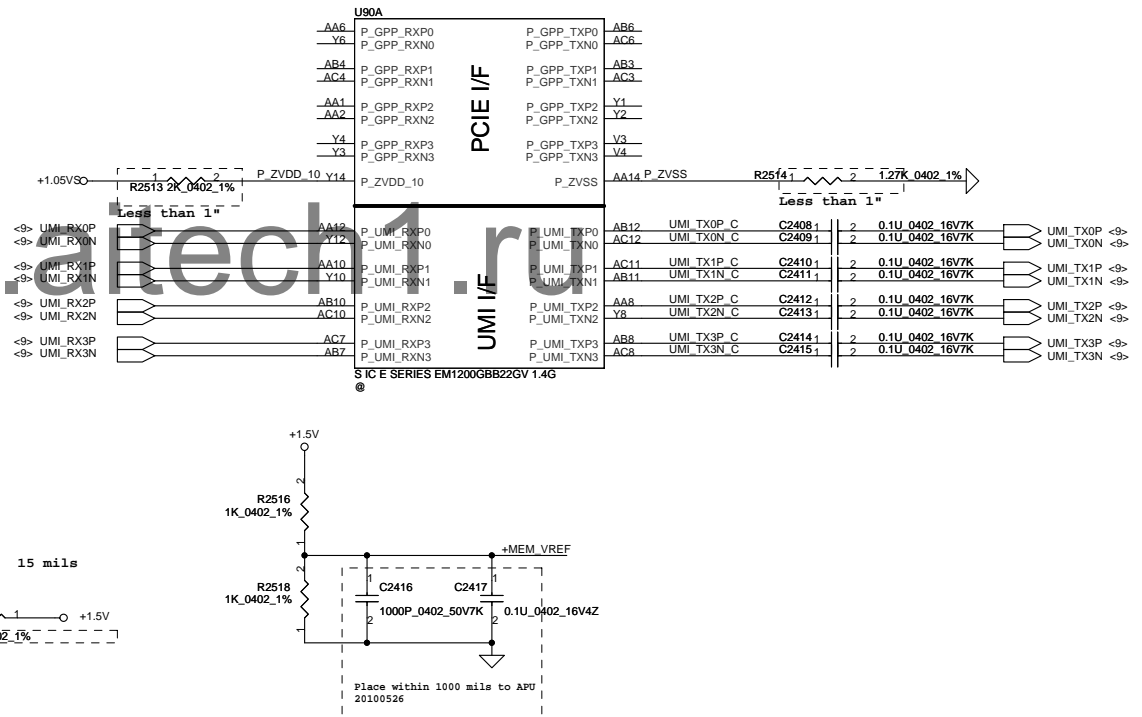 U90A
AA6 P_GPP_RXP0 P_GPP_TXP0 AB6
Y6 P_GPP_RXN0 P_GPP_TXN0 AC6
AB4 P_GPP_RXP1 P_GPP_TXP1 AB3
AC4 P_GPP_RXN1 P_GPP_TXN1 AC3
AA1 P_GPP_RXP2 P_GPP_TXP2 Y1
AA2 P_GPP_RXN2 P_GPP_TXN2 Y2
Y4 P_GPP_RXP3 P_GPP_TXP3 V3
Y3 P_GPP_RXN3 P_GPP_TXN3 V4
PCIE I/F
+1.05VS 1 2 P_ZVDD_10 Y14 P_ZVDD_10 P_ZVSS AA14 P_ZVSS R2514 1 2 1.27K_0402_1%
R2513 2K_0402_1%
Less than 1" Less than 1"
<9> UMI_RX0P AA12 P_UMI_RXP0 P_UMI_TXP0 AB12 UMI_TX0P_C C2408 1 2 0.1U_0402_16V7K UMI_TX0P <9>
<9> UMI_RX0N Y12 P_UMI_RXN0 P_UMI_TXN0 AC12 UMI_TX0N_C C2409 1 2 0.1U_0402_16V7K UMI_TX0N <9>
<9> UMI_RX1P AA10 P_UMI_RXP1 P_UMI_TXP1 AC11 UMI_TX1P_C C2410 1 2 0.1U_0402_16V7K UMI_TX1P <9>
<9> UMI_RX1N Y10 P_UMI_RXN1 P_UMI_TXN1 AB11 UMI_TX1N_C C2411 1 2 0.1U_0402_16V7K UMI_TX1N <9>
<9> UMI_RX2P AB10 P_UMI_RXP2 P_UMI_TXP2 AA8 UMI_TX2P_C C2412 1 2 0.1U_0402_16V7K UMI_TX2P <9>
<9> UMI_RX2N AC10 P_UMI_RXN2 P_UMI_TXN2 Y8 UMI_TX2N_C C2413 1 2 0.1U_0402_16V7K UMI_TX2N <9>
<9> UMI_RX3P AC7 P_UMI_RXP3 P_UMI_TXP3 AB8 UMI_TX3P_C C2414 1 2 0.1U_0402_16V7K UMI_TX3P <9>
<9> UMI_RX3N AB7 P_UMI_RXN3 P_UMI_TXN3 AC8 UMI_TX3N_C C2415 1 2 0.1U_0402_16V7K UMI_TX3N <9>
UMI I/F
.aitech1.ru
S IC E SERIES EM1200GBB22GV 1.4G
@
+1.5V
2
R2516
1K_0402_1%
1
+MEM_VREF
15 mils
2
R2518
1K_0402_1%
1
1
C2416
1000P_0402_50V7K
2
1
C2417
0.1U_0402_16V4Z
2
1 +1.5V
02_1%
Place within 1000 mils to APU
20100526